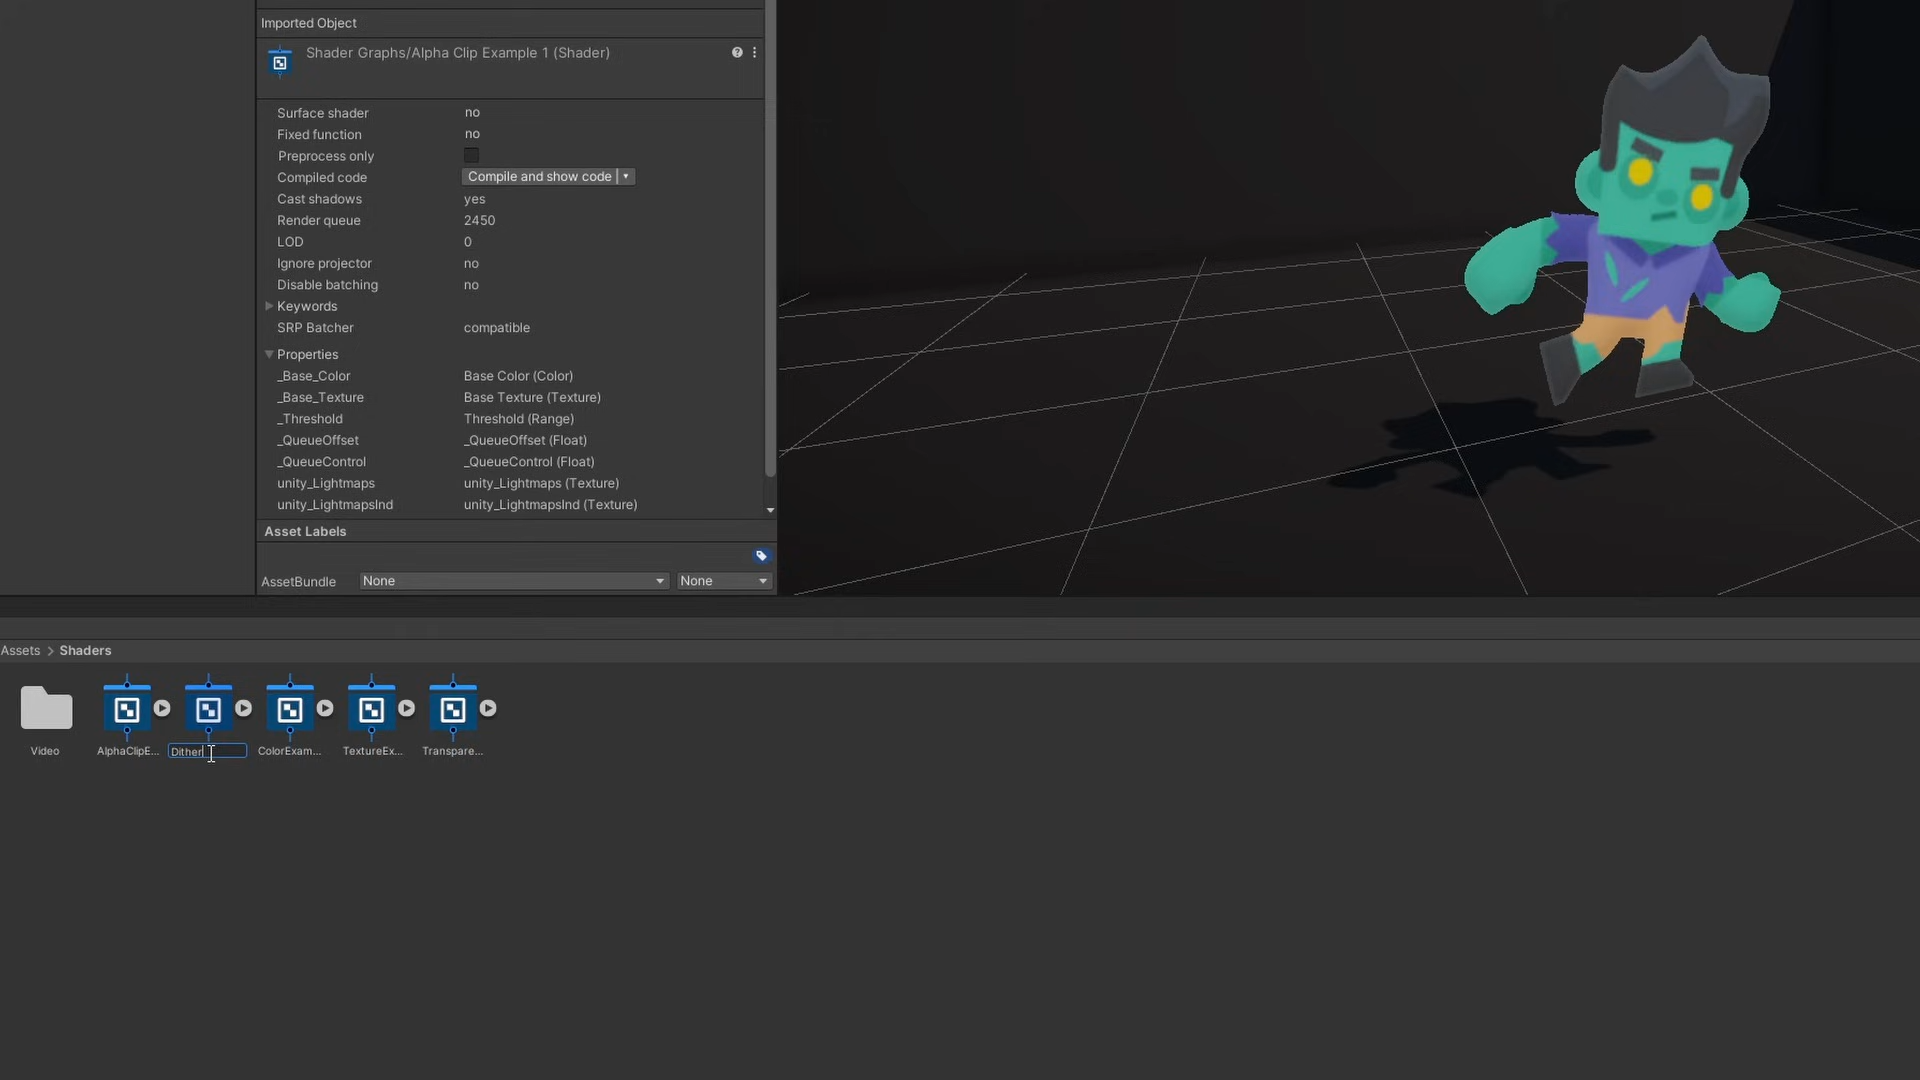 Imported Object
Shader Graphs/Alpha Clip Example 1 (Shader)
Surface shader no
Fixed function no
Preprocess only
Compiled code Compile and show code
Cast shadows yes
Render queue 2450
LOD 0
Ignore projector no
Disable batching no
Keywords
SRP Batcher compatible
Properties
_Base_Color Base Color (Color)
_Base_Texture Base Texture (Texture)
_Threshold Threshold (Range)
_QueueOffset _QueueOffset (Float)
_QueueControl _QueueControl (Float)
unity_Lightmaps unity_Lightmaps (Texture)
unity_LightmapsInd unity_LightmapsInd (Texture)
Asset Labels
AssetBundle None None
Assets > Shaders
Video AlphaClipE... Dither ColorExam... TextureEx... Transpare...